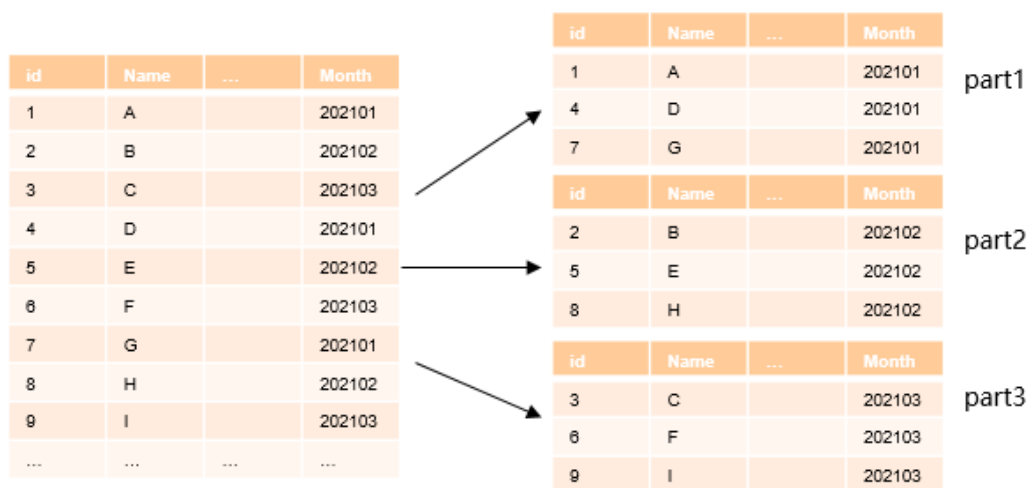 id Name ... Month
1 A 202101
2 B 202102
3 C 202103
4 D 202101
5 E 202102
6 F 202103
7 G 202101
8 H 202102
9 I 202103
... ... ... ...
id Name ... Month
1 A 202101
4 D 202101
7 G 202101
part1
id Name ... Month
2 B 202102
5 E 202102
8 H 202102
part2
id Name ... Month
3 C 202103
6 F 202103
9 I 202103
part3